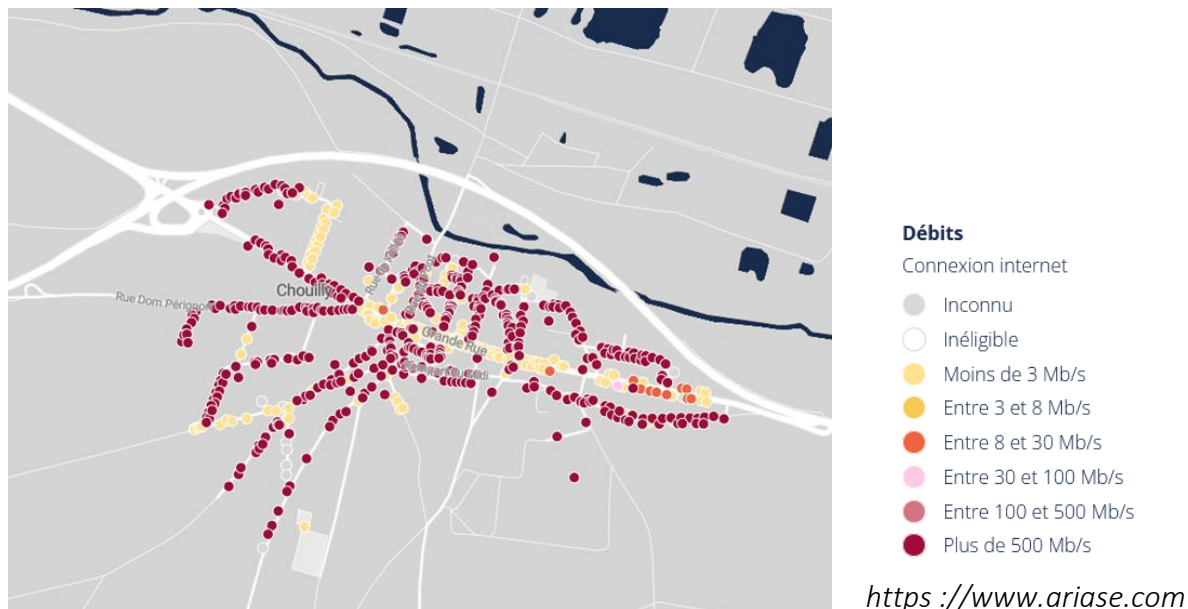 Chouilly
Rue Dom Pérignon
Grande Rue
Débits
Connexion internet
Inconnu
Inéligible
Moins de 3 Mb/s
Entre 3 et 8 Mb/s
Entre 8 et 30 Mb/s
Entre 30 et 100 Mb/s
Entre 100 et 500 Mb/s
Plus de 500 Mb/s
https ://www.ariase.com